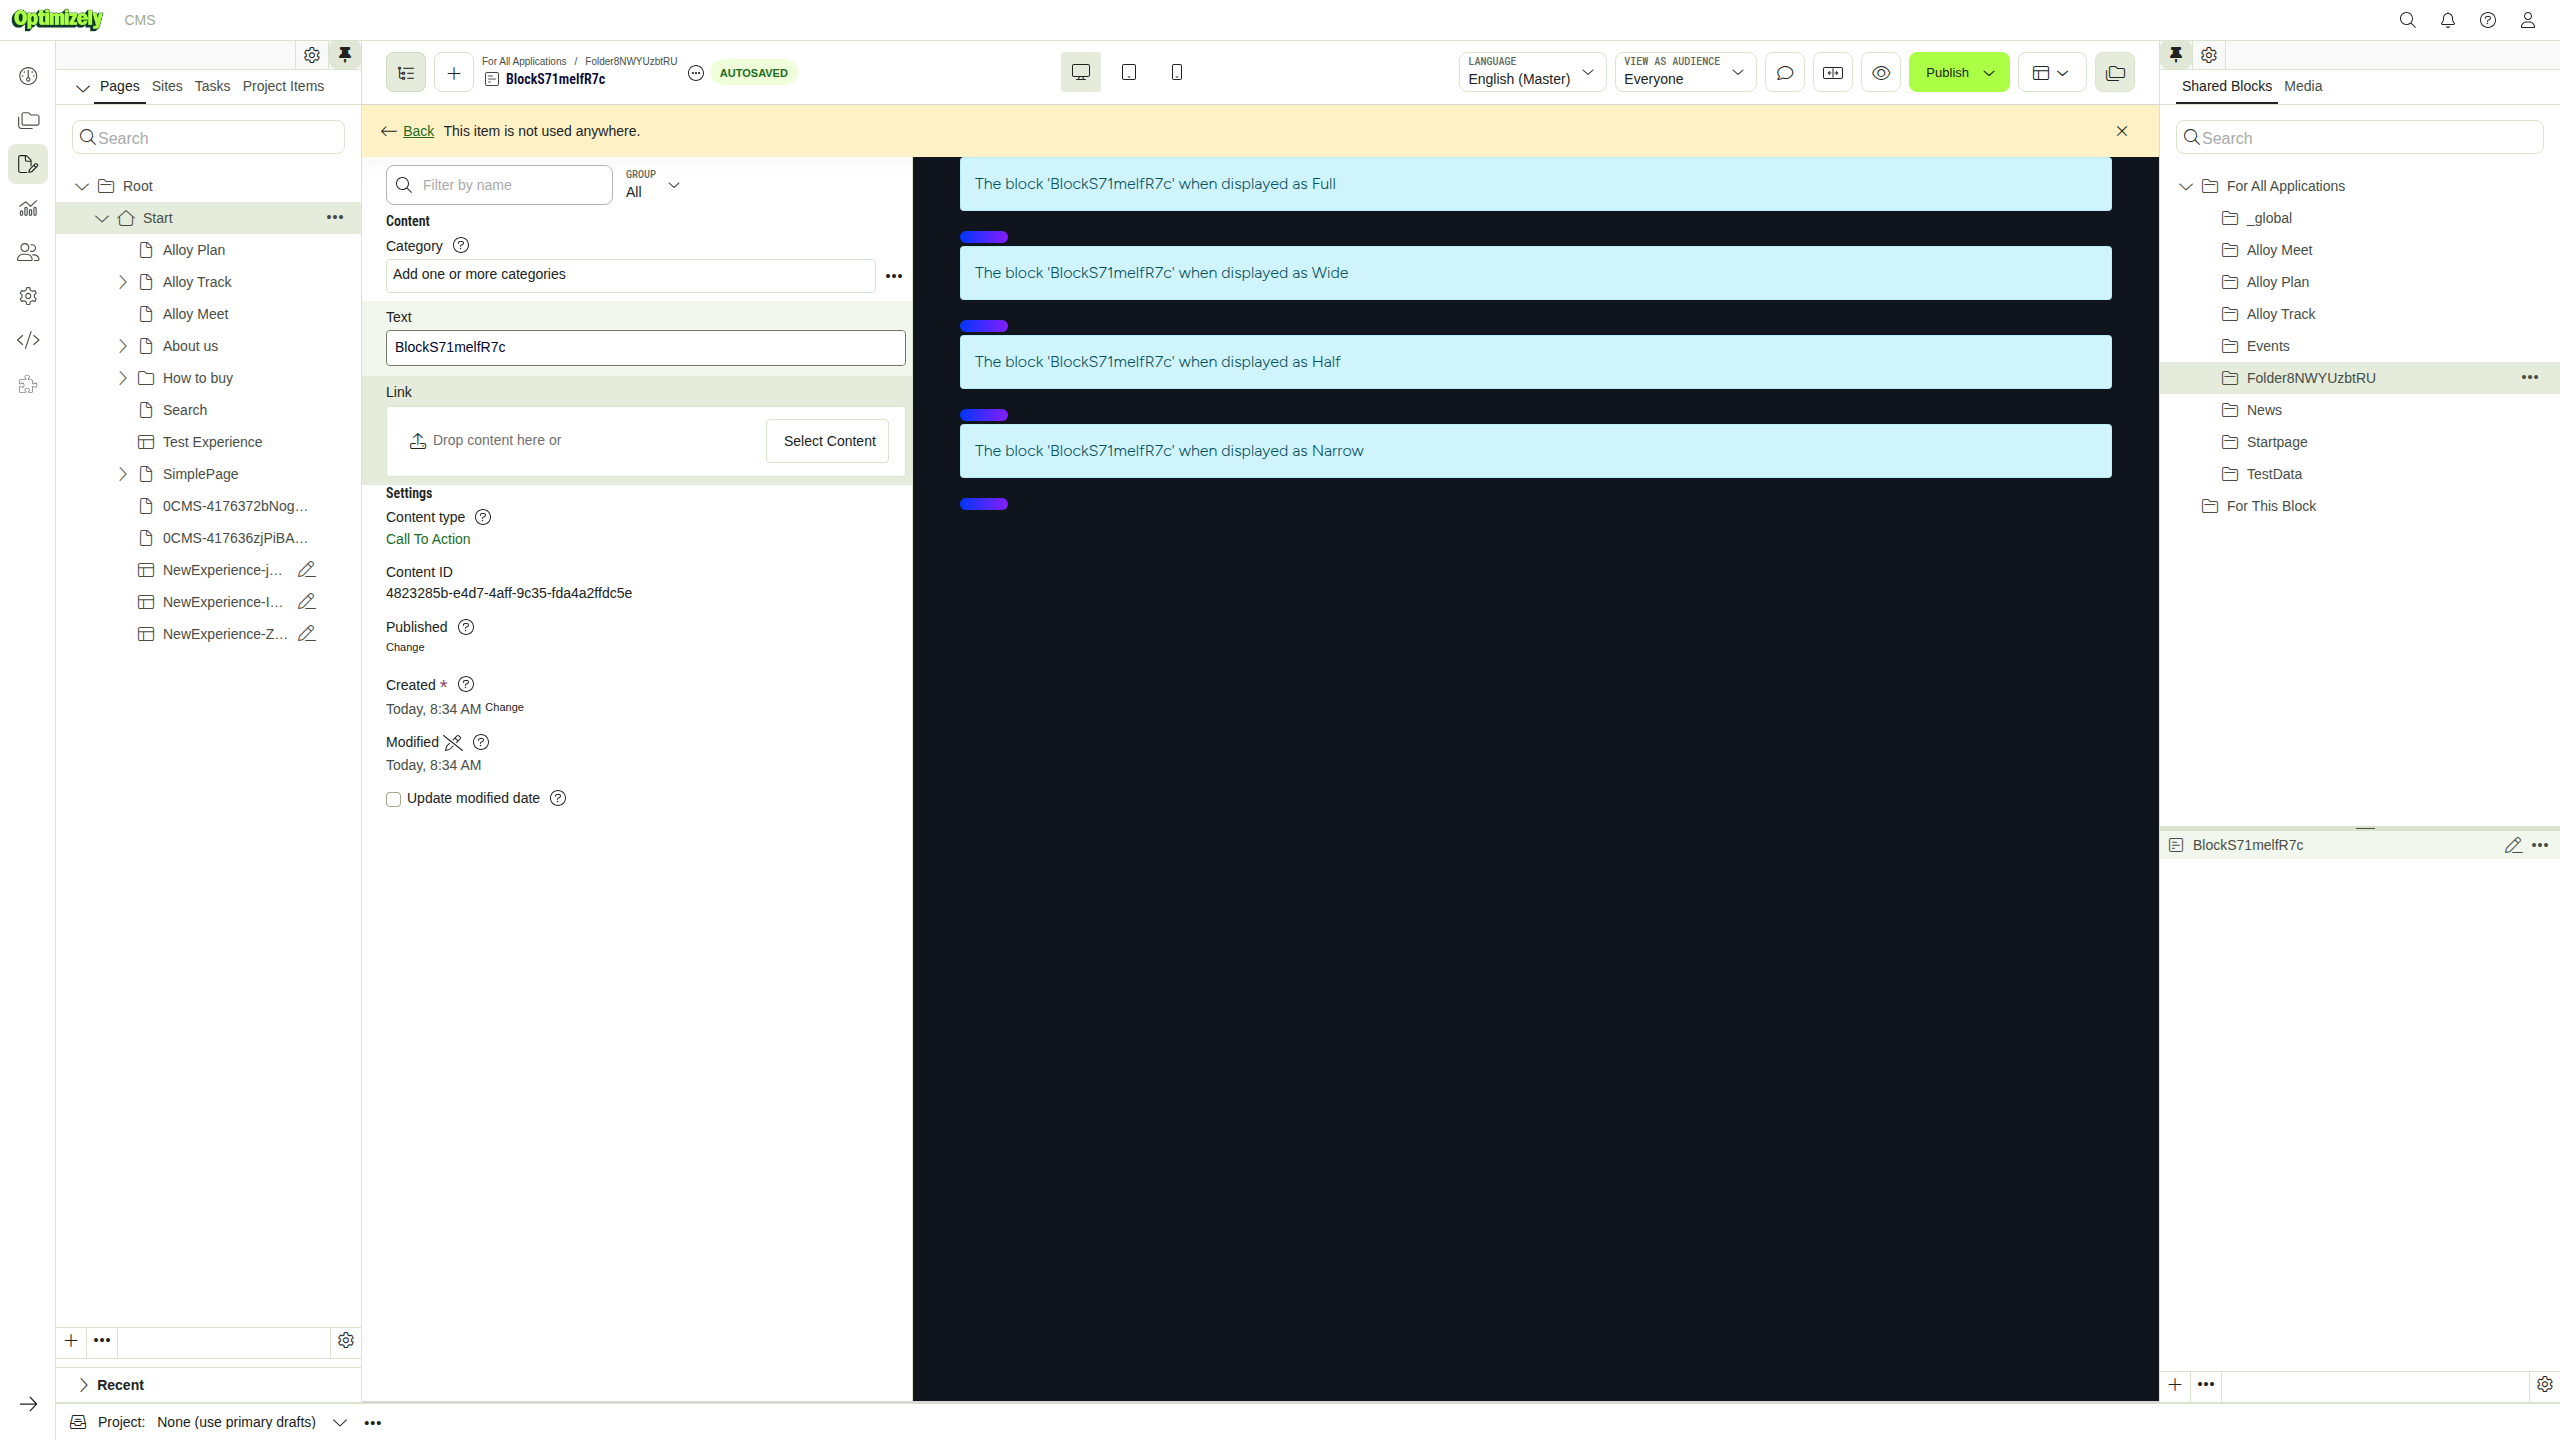 Optimizely CMS
Pages Sites Tasks Project Items
Search
Root
Start
Alloy Plan
Alloy Track
Alloy Meet
About us
How to buy
Search
Test Experience
SimplePage
0CMS-4176372bNog...
0CMS-417636zjPiBA...
NewExperience-j...
NewExperience-I...
NewExperience-Z...
Recent
Project: None (use primary drafts)
For All Applications / Folder8NWYUzbtRU
BlockS71melfR7c
AUTOSAVED
LANGUAGE
English (Master)
VIEW AS AUDIENCE
Everyone
Publish
Back This item is not used anywhere.
Filter by name
GROUP
All
Content
Category
Add one or more categories
Text
BlockS71melfR7c
Link
Drop content here or
Select Content
Settings
Content type
Call To Action
Content ID
4823285b-e4d7-4aff-9c35-fda4a2ffdc5e
Published
Change
Created *
Today, 8:34 AM Change
Modified
Today, 8:34 AM
Update modified date
The block 'BlockS71melfR7c' when displayed as Full
The block 'BlockS71melfR7c' when displayed as Wide
The block 'BlockS71melfR7c' when displayed as Half
The block 'BlockS71melfR7c' when displayed as Narrow
Shared Blocks Media
Search
For All Applications
_global
Alloy Meet
Alloy Plan
Alloy Track
Events
Folder8NWYUzbtRU
News
Startpage
TestData
For This Block
BlockS71melfR7c